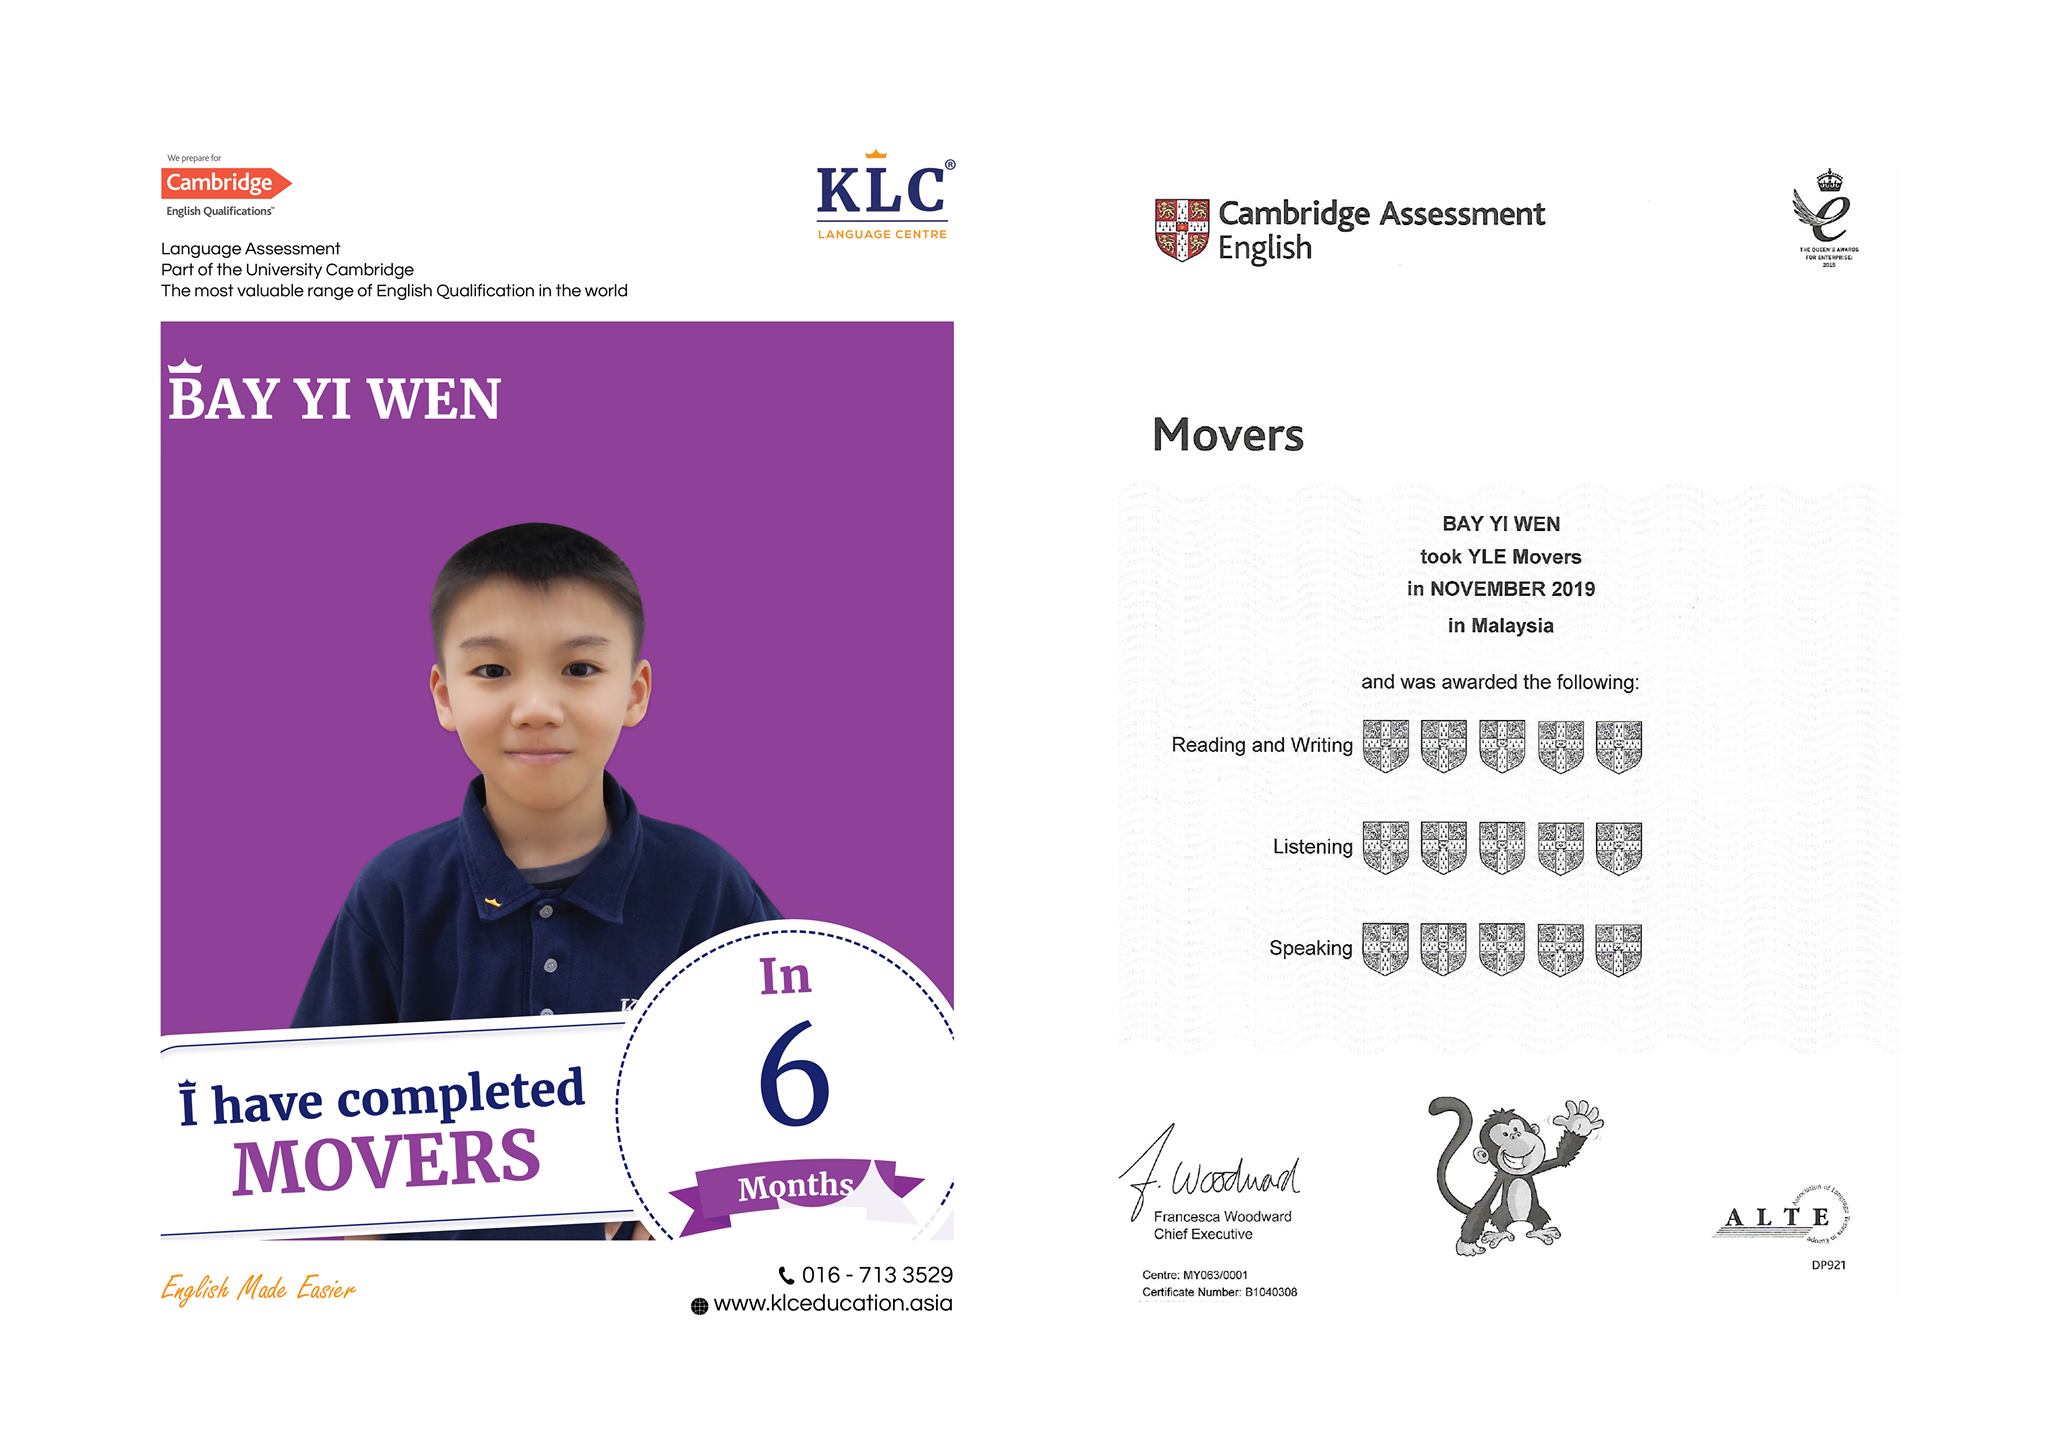 We prepare for
Cambridge
English Qualifications™
KLC®
LANGUAGE CENTRE
Language Assessment
Part of the University Cambridge
The most valuable range of English Qualification in the world
BAY YI WEN
In
6
Months
I have completed
MOVERS
English Made Easier
016 - 713 3529
www.klceducation.asia
Cambridge Assessment
English
THE QUEEN'S AWARDS
FOR ENTERPRISE:
2015
Movers
BAY YI WEN
took YLE Movers
in NOVEMBER 2019
in Malaysia
and was awarded the following:
Reading and Writing
Listening
Speaking
F. Woodward
Francesca Woodward
Chief Executive
Centre: MY063/0001
Certificate Number: B1040308
ALTE
Association of Language Testers in Europe
DP921